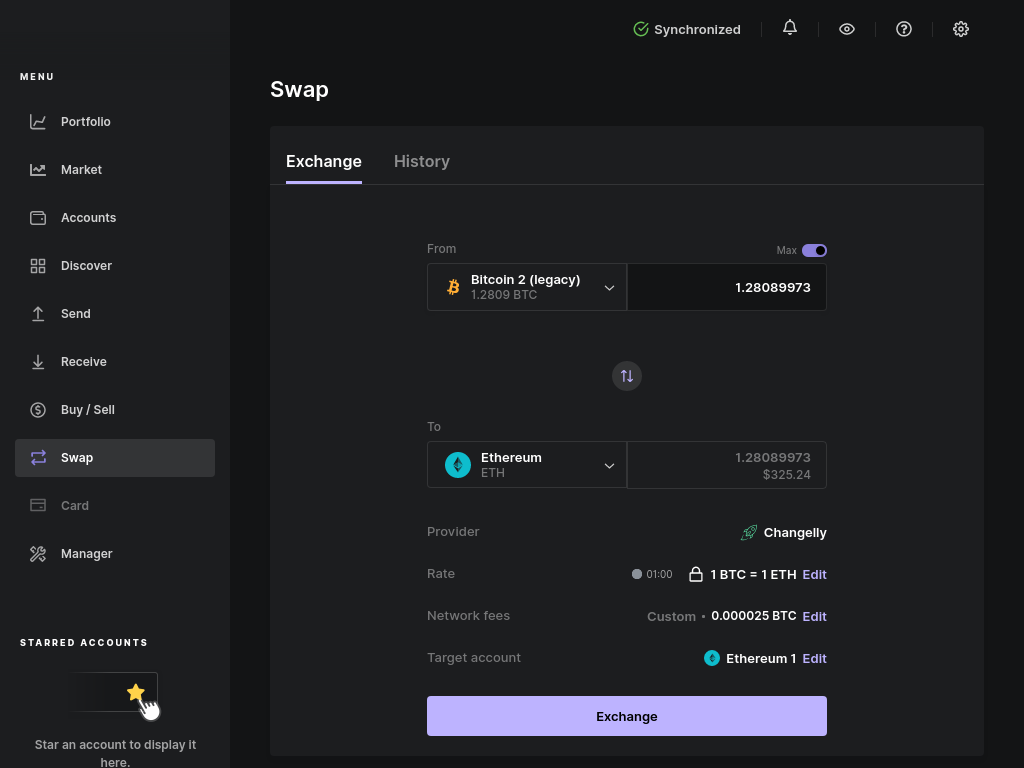 Synchronized
MENU
Portfolio
Market
Accounts
Discover
Send
Receive
Buy / Sell
Swap
Card
Manager
STARRED ACCOUNTS
Star an account to display it
here.
Swap
Exchange History
From Max
Bitcoin 2 (legacy)
1.2809 BTC
1.28089973
To
Ethereum
ETH
1.28089973
$325.24
Provider Changelly
Rate 01:00 1 BTC = 1 ETH Edit
Network fees Custom • 0.000025 BTC Edit
Target account Ethereum 1 Edit
Exchange